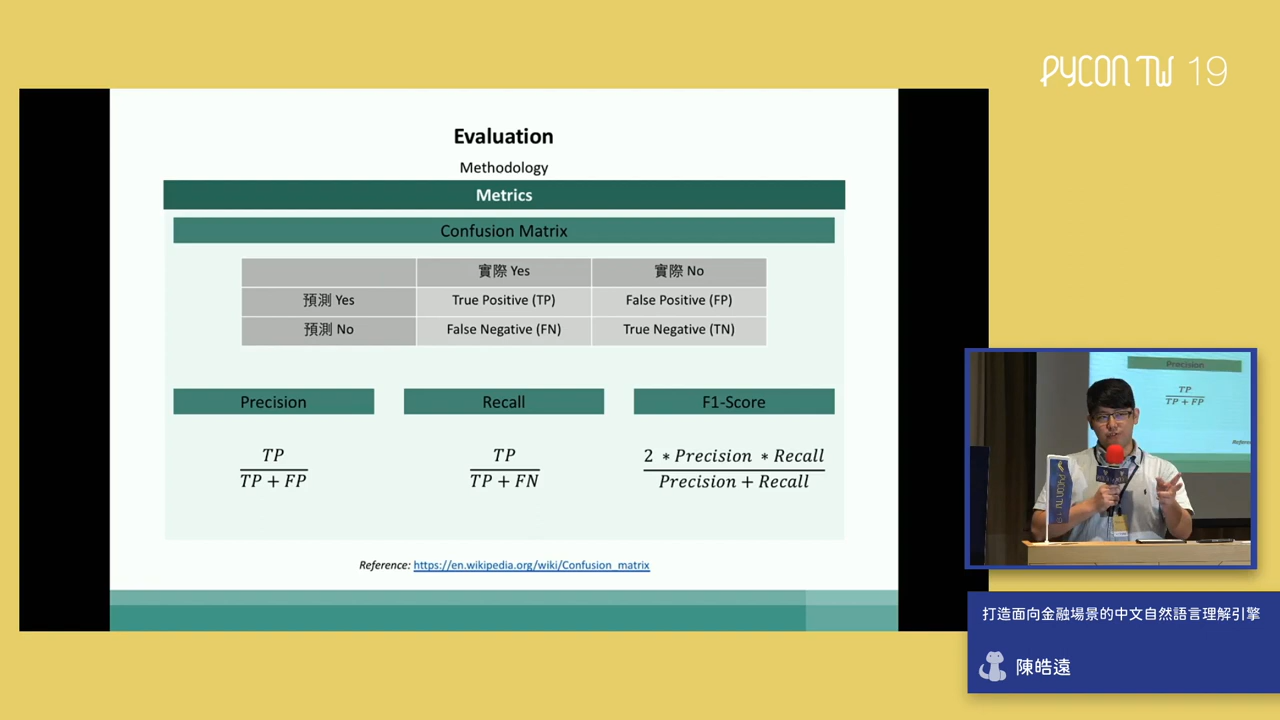 PYCON TW 19
Evaluation
Methodology
Metrics
Confusion Matrix
實際 Yes
實際 No
預測 Yes
True Positive (TP)
False Positive (FP)
預測 No
False Negative (FN)
True Negative (TN)
Precision
Recall
F1-Score
TP
TP + FP
TP
TP + FN
2 * Precision * Recall
Precision + Recall
Reference: https://en.wikipedia.org/wiki/Confusion_matrix
Precision
TP
TP + FP
PYCON TW
打造面向金融場景的中文自然語言理解引擎
陳皓遠